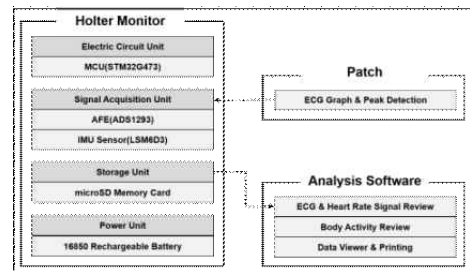 Holter Monitor
Electric Circuit Unit
MCU(STM32G473)
Signal Acquisition Unit
AFE(ADS1293)
IMU Sensor(LSM6D3)
Storage Unit
microSD Memory Card
Power Unit
16850 Rechargeable Battery
Patch
ECG Graph & Peak Detection
Analysis Software
ECG & Heart Rate Signal Review
Body Activity Review
Data Viewer & Printing